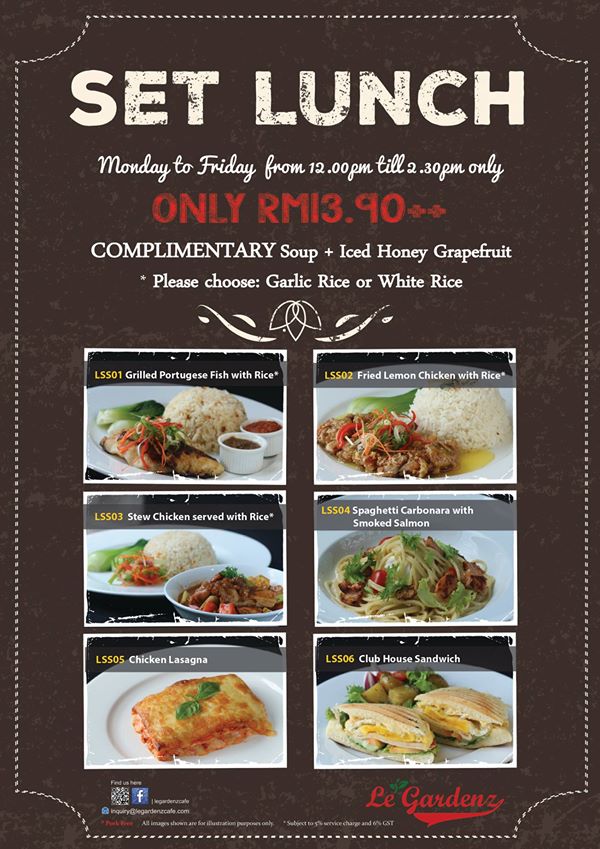 SET LUNCH
Monday to Friday from 12.00pm till 2.30pm only
ONLY RM13.90++
COMPLIMENTARY Soup + Iced Honey Grapefruit
* Please choose: Garlic Rice or White Rice
LSS01 Grilled Portugese Fish with Rice*
LSS02 Fried Lemon Chicken with Rice*
LSS03 Stew Chicken served with Rice*
LSS04 Spaghetti Carbonara with
Smoked Salmon
LSS05 Chicken Lasagna
LSS06 Club House Sandwich
Find us here
f | legardenzcafe
inquiry@legardenzcafe.com
Le Gardenz
* Pork Free All images shown are for illustration purposes only. * Subject to 5% service charge and 6% GST